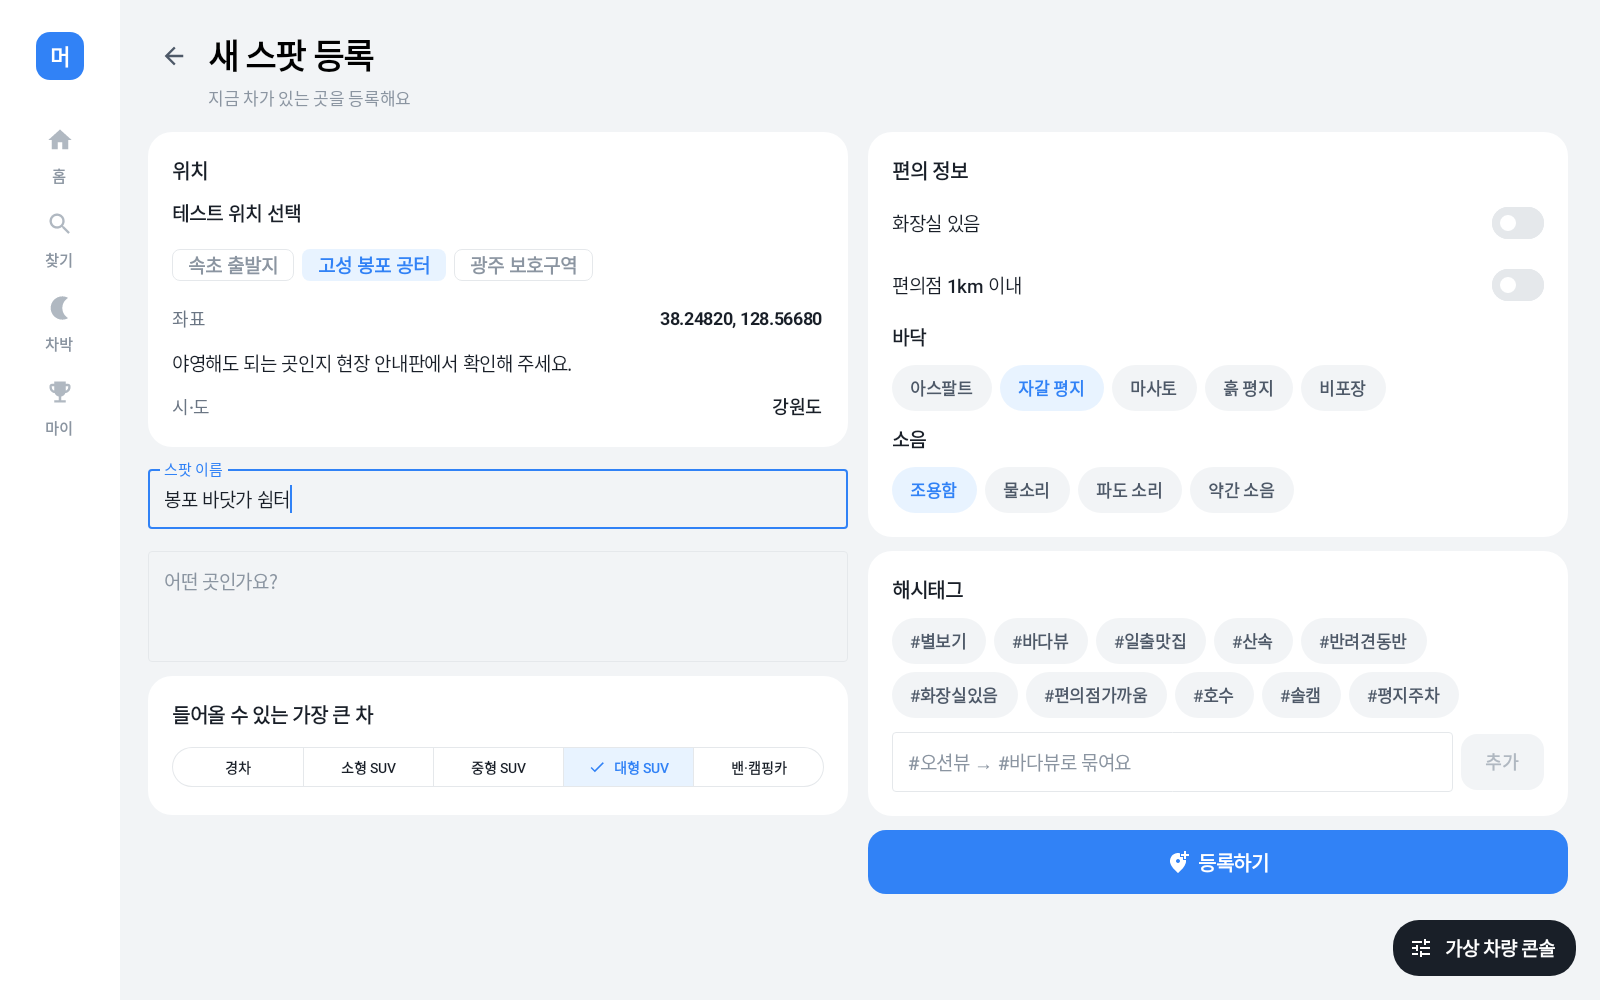 머
홈
찾기
차박
마이
새 스팟 등록
지금 차가 있는 곳을 등록해요
위치
테스트 위치 선택
속초 출발지
고성 봉포 공터
광주 보호구역
좌표
38.24820, 128.56680
야영해도 되는 곳인지 현장 안내판에서 확인해 주세요.
시·도
강원도
스팟 이름
봉포 바닷가 쉼터
어떤 곳인가요?
들어올 수 있는 가장 큰 차
경차
소형 SUV
중형 SUV
대형 SUV
밴·캠핑카
편의 정보
화장실 있음
편의점 1km 이내
바닥
아스팔트
자갈 평지
마사토
흙 평지
비포장
소음
조용함
물소리
파도 소리
약간 소음
해시태그
#별보기
#바다뷰
#일출맛집
#산속
#반려견동반
#화장실있음
#편의점가까움
#호수
#솔캠
#평지주차
#오션뷰 → #바다뷰로 묶여요
추가
등록하기
가상 차량 콘솔